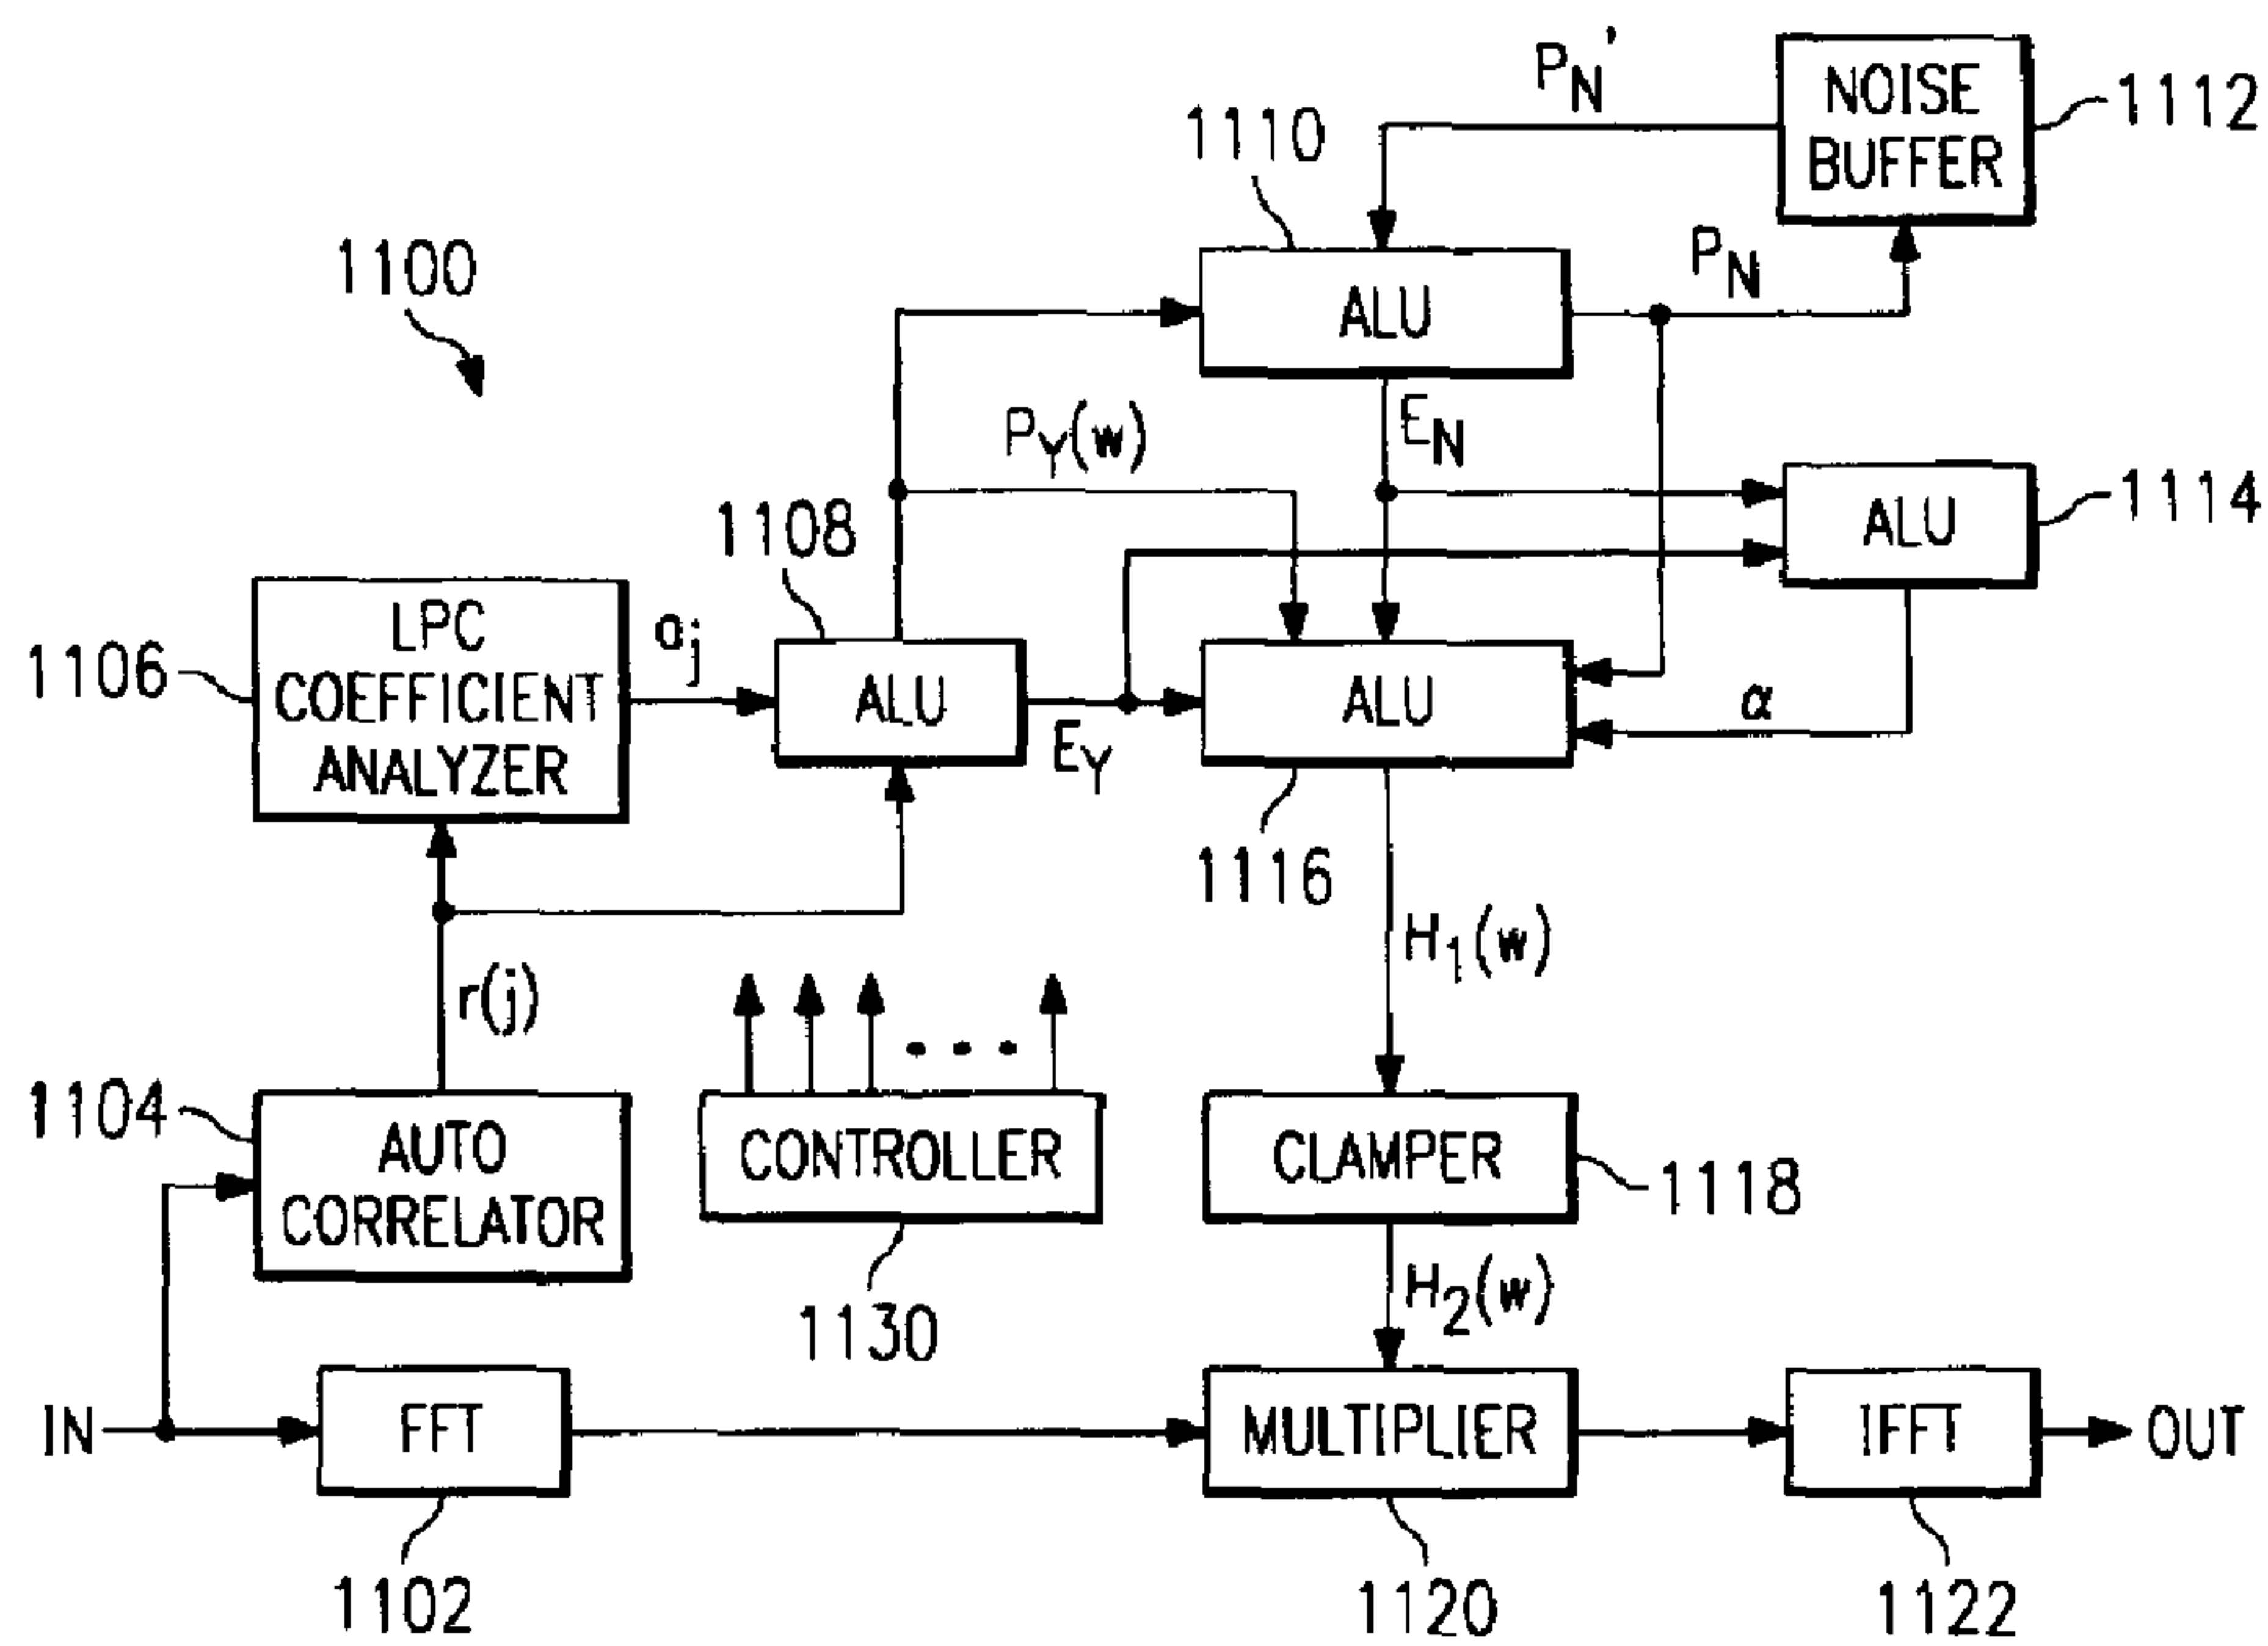 P_N'
NOISE
BUFFER
1112
1110
1100
P_N
ALU
E_N
P_Y(w)
1108
ALU
1114
LPC
COEFFICIENT
ANALYZER
1106
a_j
ALU
E_Y
ALU
α
1116
r(j)
H_1(w)
1104
AUTO
CORRELATOR
CONTROLLER
• • •
CLAMPER
1118
1130
H_2(w)
IN
FFT
MULTIPLIER
IFFT
OUT
1102
1120
1122